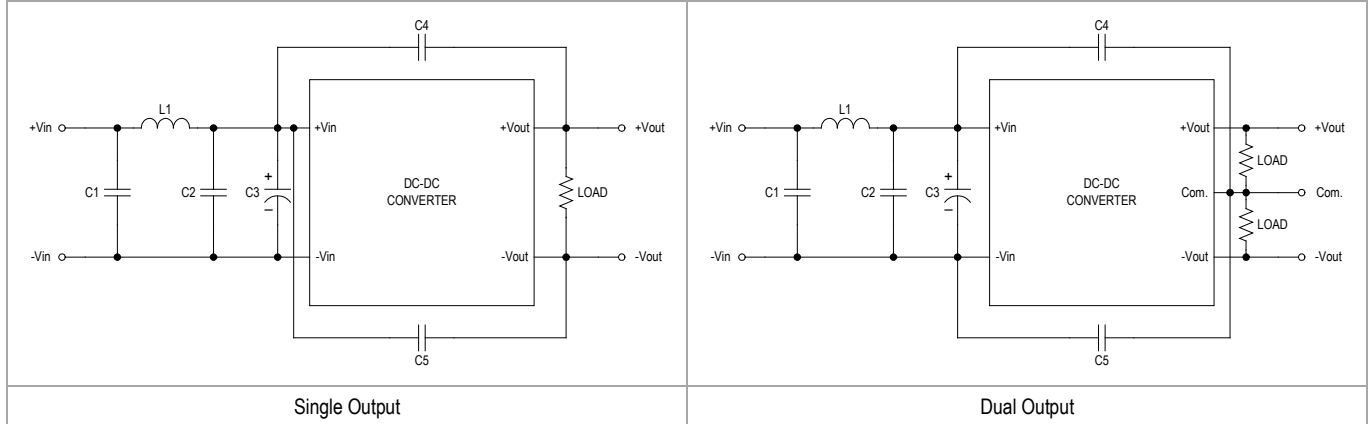 C4
L1
+Vin
+Vin
+Vout
+Vout
C1
C2
+
C3
–
DC-DC
CONVERTER
LOAD
-Vin
-Vin
-Vout
-Vout
C5
Single Output
C4
L1
+Vin
+Vin
+Vout
+Vout
LOAD
C1
C2
+
C3
–
DC-DC
CONVERTER
Com.
Com.
LOAD
-Vin
-Vin
-Vout
-Vout
C5
Dual Output